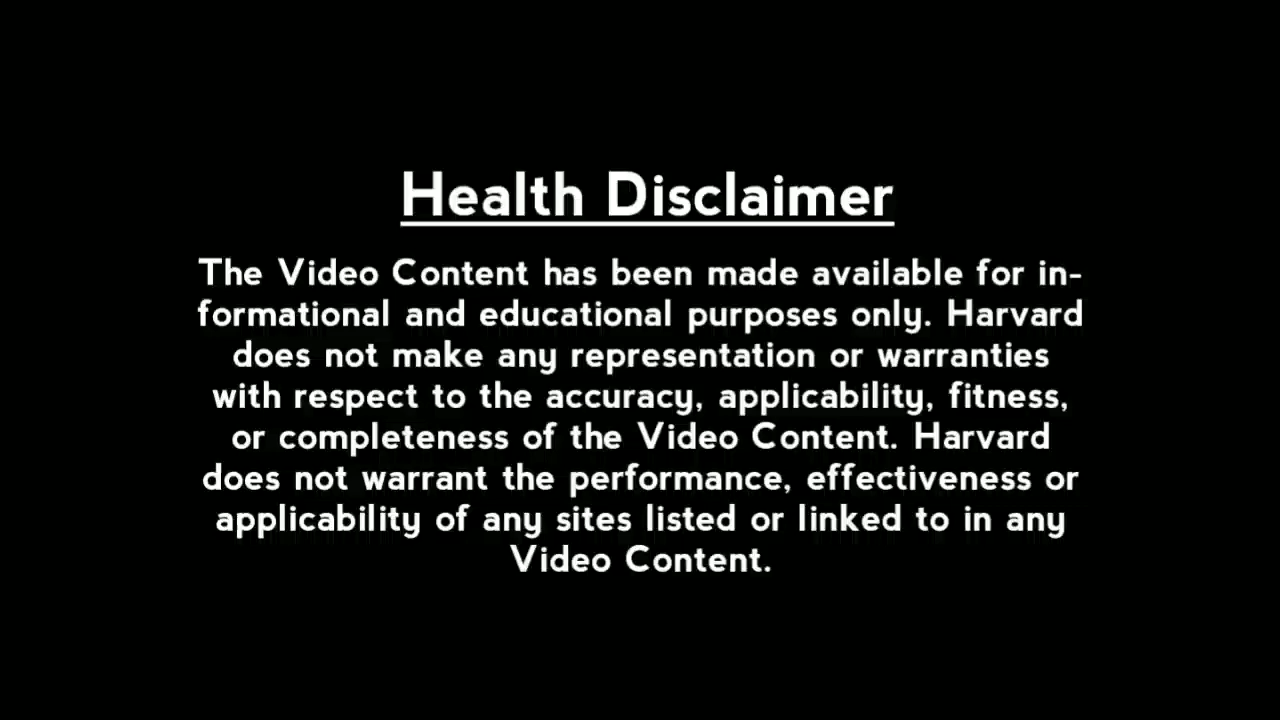 Health Disclaimer
The Video Content has been made available for in-
formational and educational purposes only. Harvard
does not make any representation or warranties
with respect to the accuracy, applicability, fitness,
or completeness of the Video Content. Harvard
does not warrant the performance, effectiveness or
applicability of any sites listed or linked to in any
Video Content.